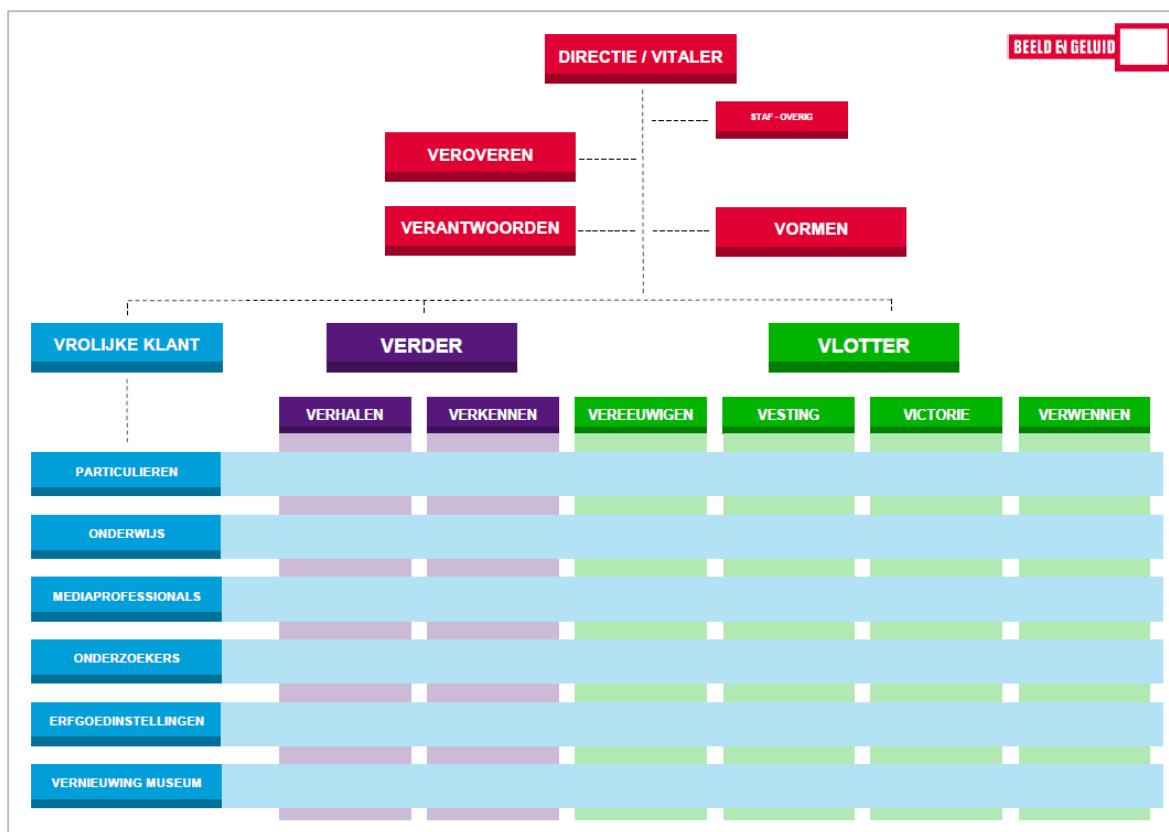 DIRECTIE / VITALER
BEELD EN GELUID
STAF - OVERIG
VEROVEREN
VERANTWOORDEN
VORMEN
VROLIJKE KLANT
VERDER
VLOTTER
VERHALEN
VERKENNEN
VEREEUWIGEN
VESTING
VICTORIE
VERWENNEN
PARTICULIEREN
ONDERWIJS
MEDIAPROFESSIONALS
ONDERZOEKERS
ERFGOEDINSTELLINGEN
VERNIEUWING MUSEUM